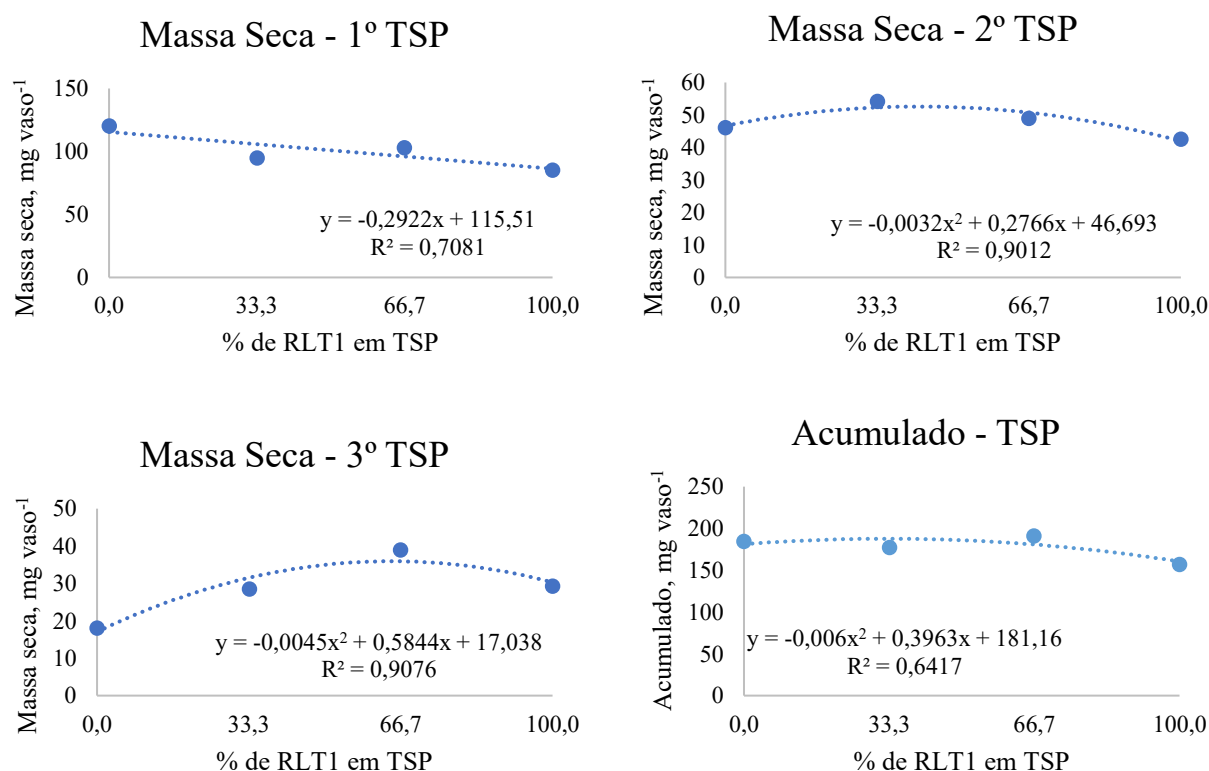 Massa Seca - 1º TSP
Massa seca, mg vaso-1
150
100
50
0
y = -0,2922x + 115,51
R² = 0,7081
0,0 33,3 66,7 100,0
% de RLT1 em TSP
Massa Seca - 2º TSP
Massa seca, mg vaso-1
60
50
40
30
20
10
0
y = -0,0032x² + 0,2766x + 46,693
R² = 0,9012
0,0 33,3 66,7 100,0
% de RLT1 em TSP
Massa Seca - 3º TSP
Massa seca, mg vaso-1
50
40
30
20
10
0
y = -0,0045x² + 0,5844x + 17,038
R² = 0,9076
0,0 33,3 66,7 100,0
% de RLT1 em TSP
Acumulado - TSP
Acumulado, mg vaso-1
250
200
150
100
50
0
y = -0,006x² + 0,3963x + 181,16
R² = 0,6417
0,0 33,3 66,7 100,0
% de RLT1 em TSP